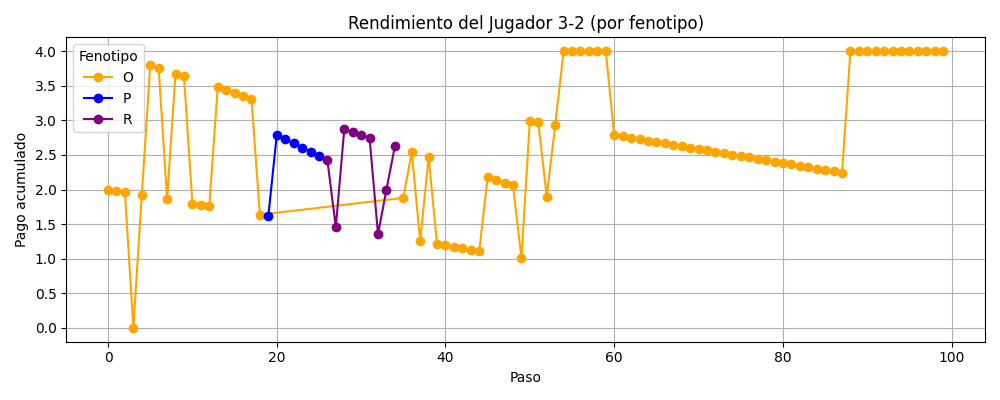 Rendimiento del Jugador 3-2 (por fenotipo)
Fenotipo
O
P
R
Pago acumulado
4.0
3.5
3.0
2.5
2.0
1.5
1.0
0.5
0.0
0 20 40 60 80 100
Paso